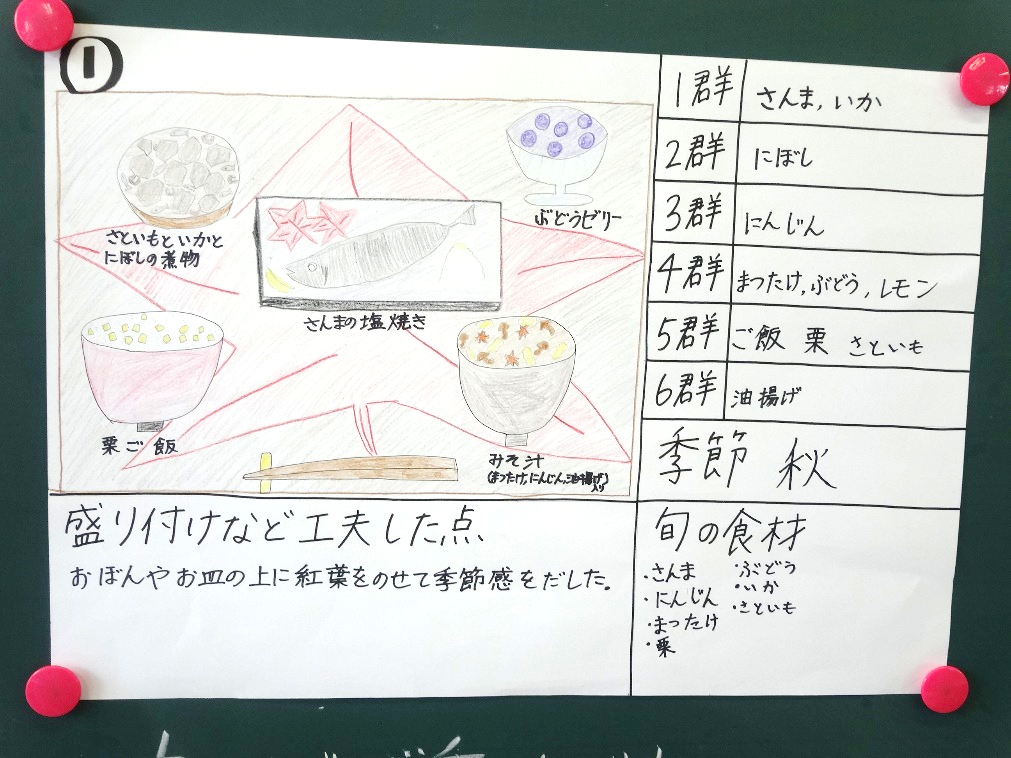 ①
さといもといかと
にぼしの煮物
ぶどうゼリー
さんまの塩焼き
栗ご飯
みそ汁
(まつたけ,にんじん,油揚げ)
入り
1群 さんま,いか
2群 にぼし
3群 にんじん
4群 まつたけ,ぶどう,レモン
5群 ご飯 栗 さといも
6群 油揚げ
季節 秋
盛り付けなど工夫した点
おぼんやお皿の上に紅葉をのせて季節感をだした。
旬の食材
・さんま
・にんじん
・まつたけ
・栗
・ぶどう
・いか
・さといも